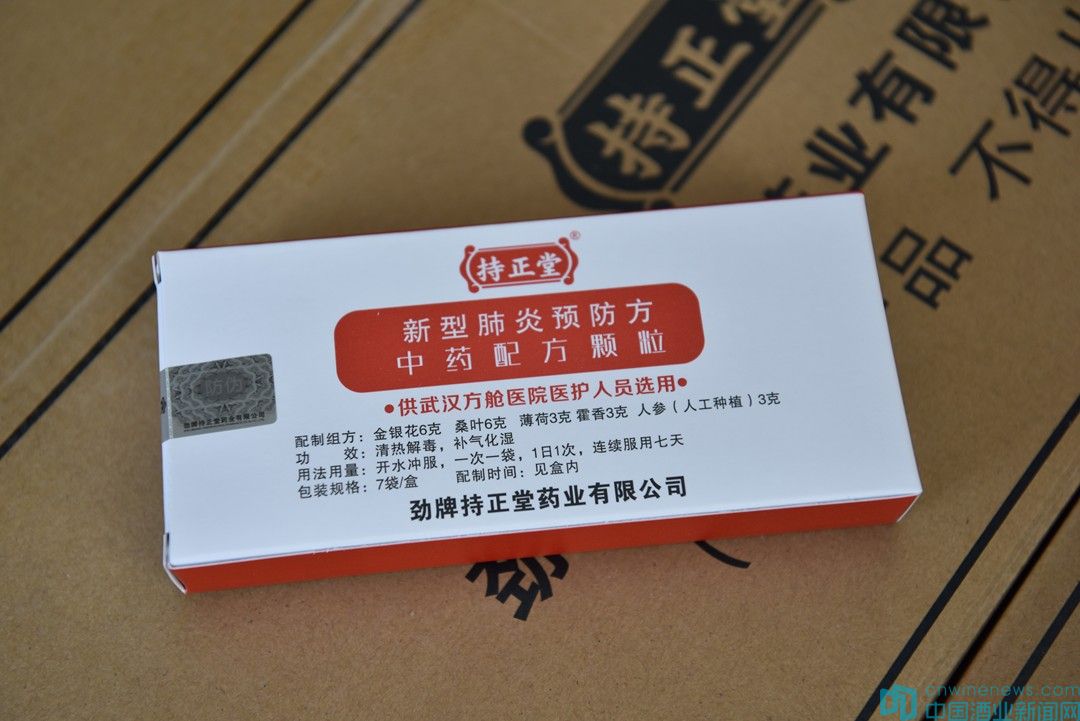 持正堂
业有限
不得
品
持正堂®
新型肺炎预防方
中药配方颗粒
●供武汉方舱医院医护人员选用●
防伪
劲牌持正堂药业有限公司
配制组方：金银花6克 桑叶6克 薄荷3克 藿香3克 人参（人工种植）3克
功 效：清热解毒，补气化湿
用法用量：开水冲服，一次一袋，1日1次，连续服用七天
包装规格：7袋/盒 配制时间：见盒内
劲牌持正堂药业有限公司
劲
cnwinenews.com
中国酒业新闻网